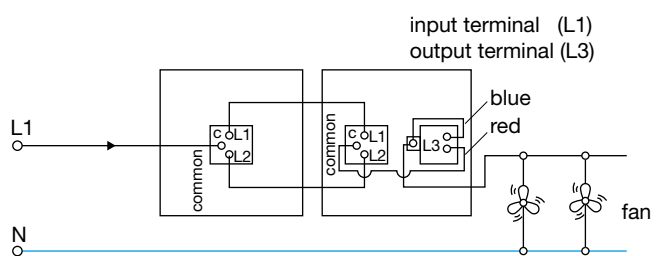 input terminal (L1)
output terminal (L3)
blue
red
L1
C L1
L2
common
common
C L1
L2
L3
fan
N